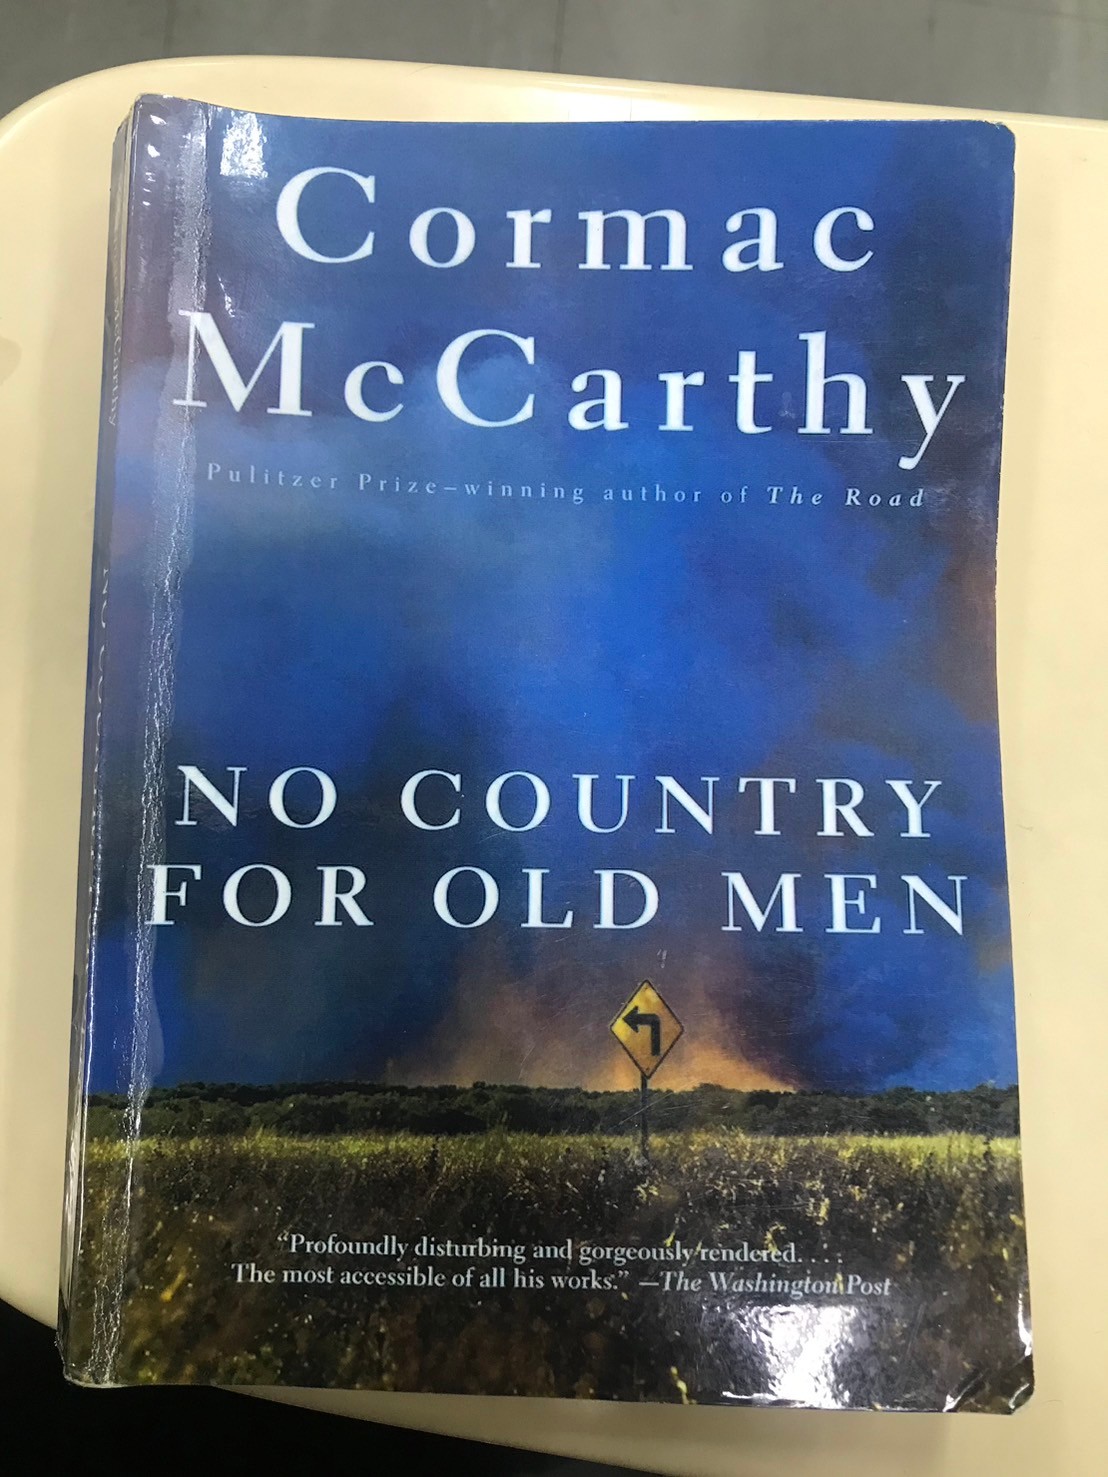 Cormac
McCarthy
Pulitzer Prize–winning author of The Road
NO COUNTRY
FOR OLD MEN
“Profoundly disturbing and gorgeously rendered. . . .
The most accessible of all his works.” —The Washington Post